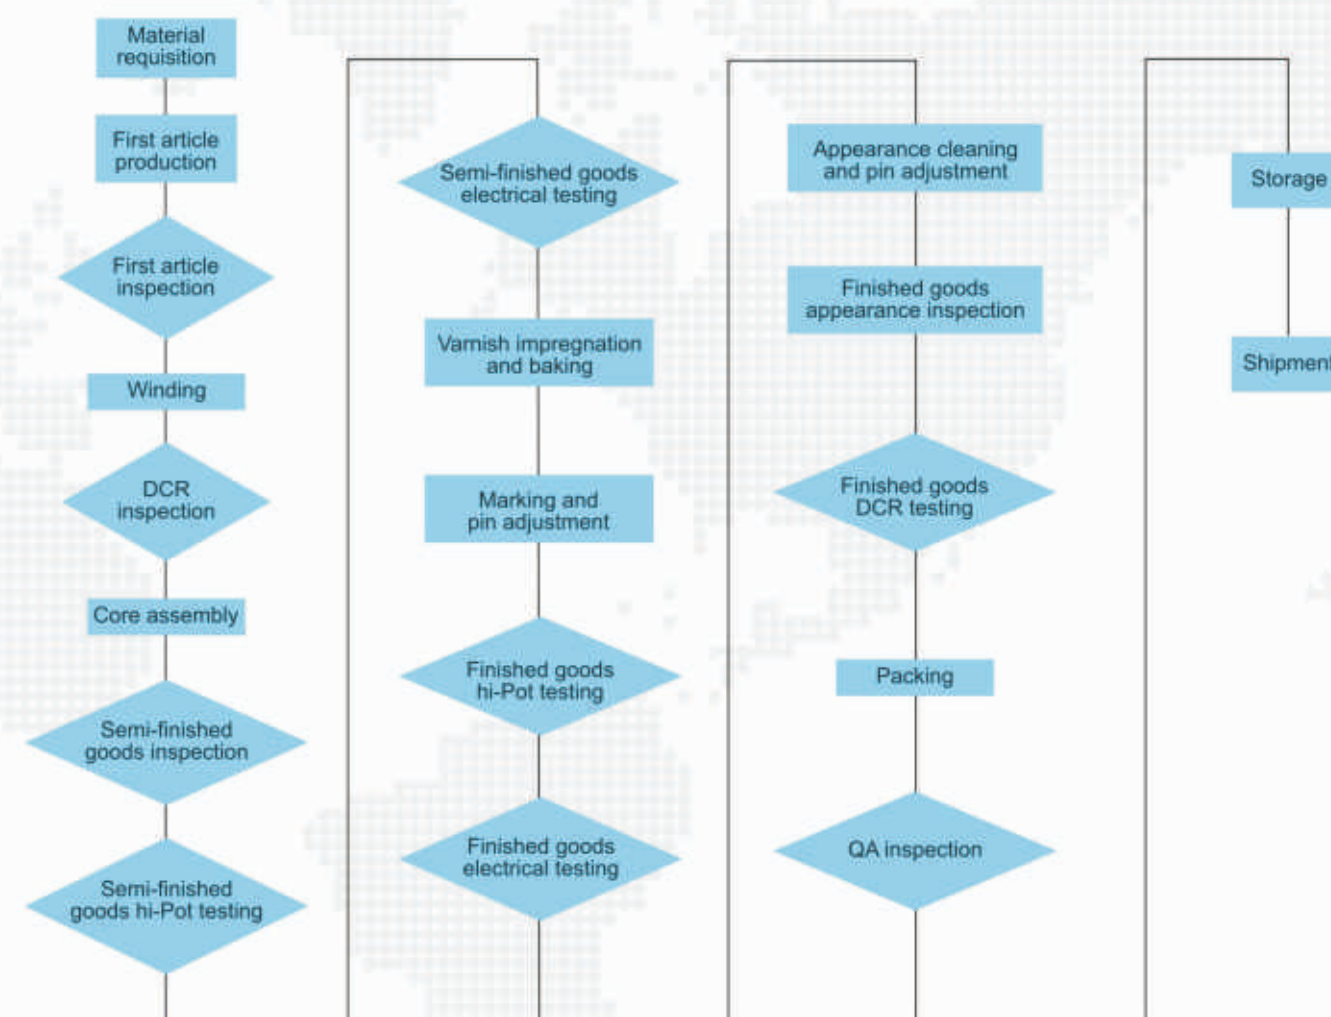 Material
requisition
First article
production
First article
inspection
Winding
DCR
inspection
Core assembly
Semi-finished
goods inspection
Semi-finished
goods hi-Pot testing
Semi-finished goods
electrical testing
Varnish impregnation
and baking
Marking and
pin adjustment
Finished goods
hi-Pot testing
Finished goods
electrical testing
Appearance cleaning
and pin adjustment
Finished goods
appearance inspection
Finished goods
DCR testing
Packing
QA inspection
Storage
Shipment